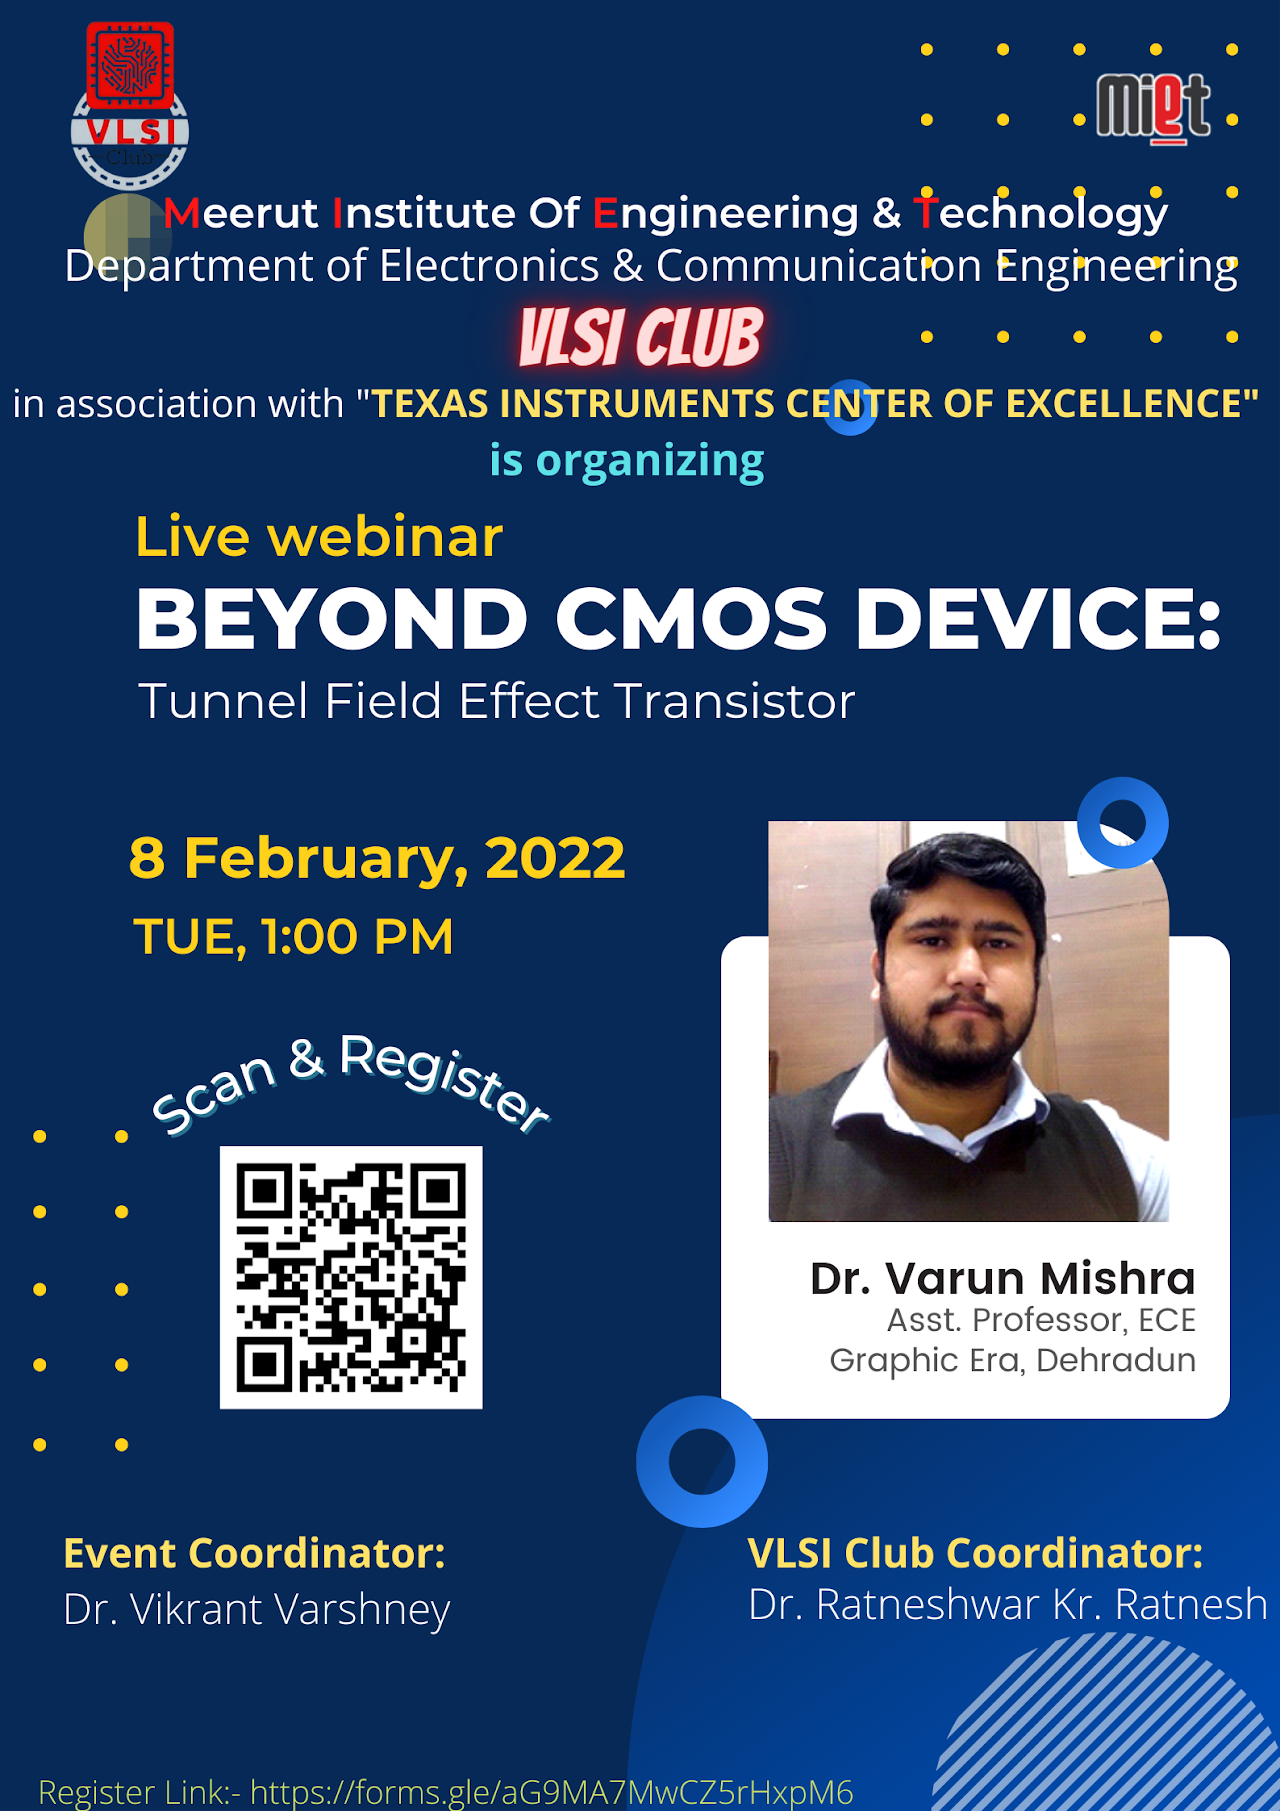 VLSI
Club
miet
Meerut Institute Of Engineering & Technology
Department of Electronics & Communication Engineering
VLSI CLUB
in association with "TEXAS INSTRUMENTS CENTER OF EXCELLENCE"
is organizing
Live webinar
BEYOND CMOS DEVICE:
Tunnel Field Effect Transistor
8 February, 2022
TUE, 1:00 PM
Scan & Register
Dr. Varun Mishra
Asst. Professor, ECE
Graphic Era, Dehradun
Event Coordinator:
Dr. Vikrant Varshney
VLSI Club Coordinator:
Dr. Ratneshwar Kr. Ratnesh
Register Link:- https://forms.gle/aG9MA7MwCZ5rHxpM6